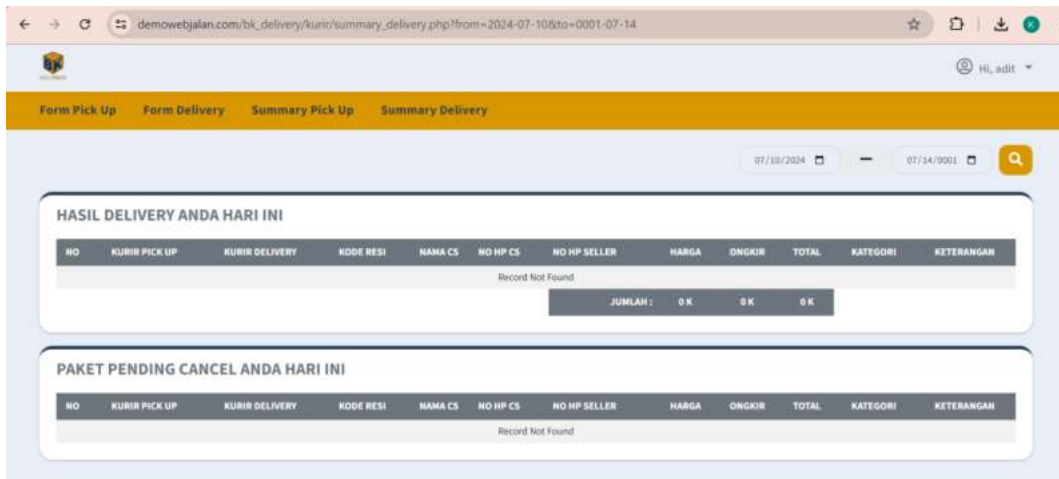 demowebjalan.com/bk_delivery/kurir/summary_delivery.php?from=2024-07-10&to=0001-07-14
K
BK
Hi, adit
Form Pick Up Form Delivery Summary Pick Up Summary Delivery
07/10/2024 — 07/14/0001
HASIL DELIVERY ANDA HARI INI
NO KURIR PICK UP KURIR DELIVERY KODE RESI NAMA CS NO HP CS NO HP SELLER HARGA ONGKIR TOTAL KATEGORI KETERANGAN
Record Not Found
JUMLAH : 0 K 0 K 0 K
PAKET PENDING CANCEL ANDA HARI INI
NO KURIR PICK UP KURIR DELIVERY KODE RESI NAMA CS NO HP CS NO HP SELLER HARGA ONGKIR TOTAL KATEGORI KETERANGAN
Record Not Found